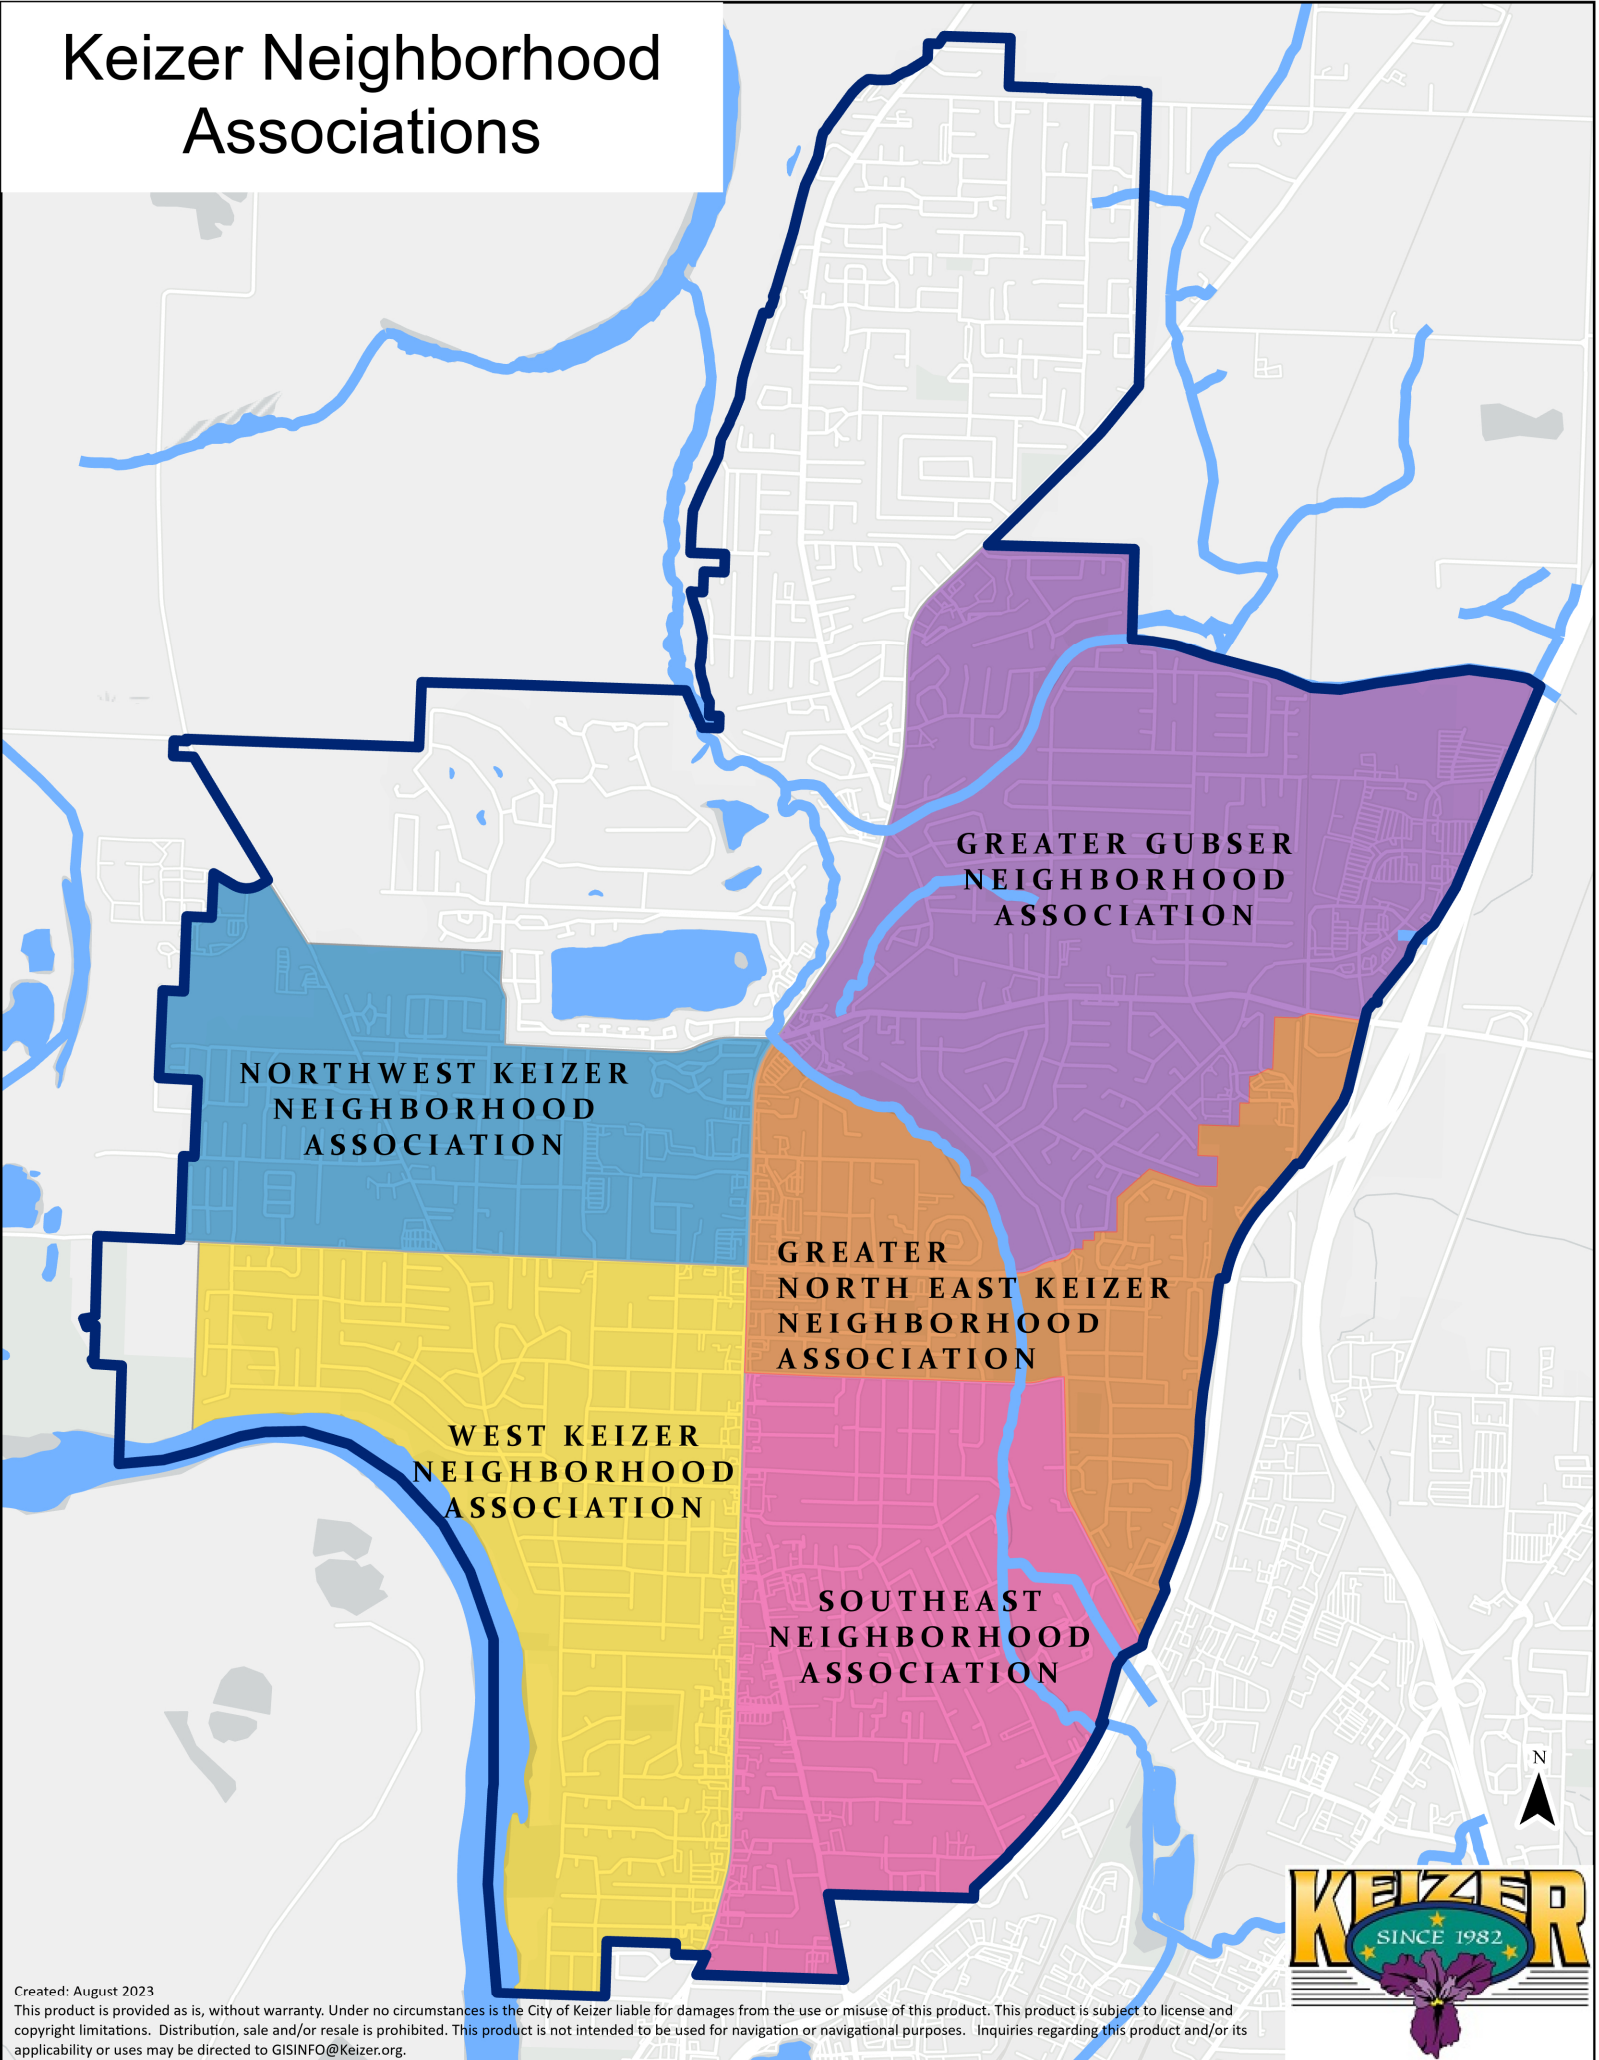 Keizer Neighborhood
Associations
GREATER GUBSER
NEIGHBORHOOD
ASSOCIATION
NORTHWEST KEIZER
NEIGHBORHOOD
ASSOCIATION
GREATER
NORTH EAST KEIZER
NEIGHBORHOOD
ASSOCIATION
WEST KEIZER
NEIGHBORHOOD
ASSOCIATION
SOUTHEAST
NEIGHBORHOOD
ASSOCIATION
N
KEIZER
SINCE 1982
Created: August 2023
This product is provided as is, without warranty. Under no circumstances is the City of Keizer liable for damages from the use or misuse of this product. This product is subject to license and
copyright limitations.  Distribution, sale and/or resale is prohibited. This product is not intended to be used for navigation or navigational purposes.  Inquiries regarding this product and/or its
applicability or uses may be directed to GISINFO@Keizer.org.